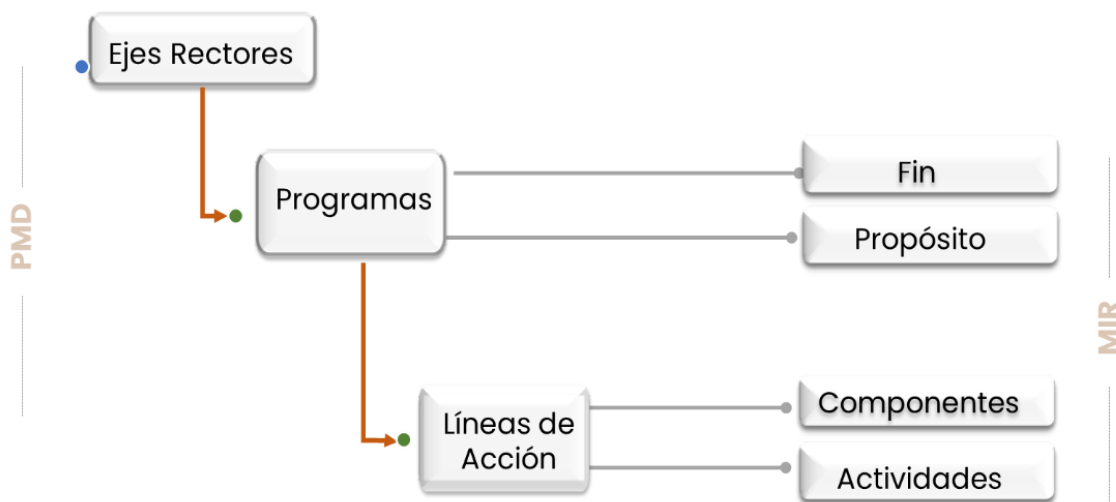 Ejes Rectores
Programas
Fin
Propósito
PMD
MIR
Líneas de
Acción
Componentes
Actividades